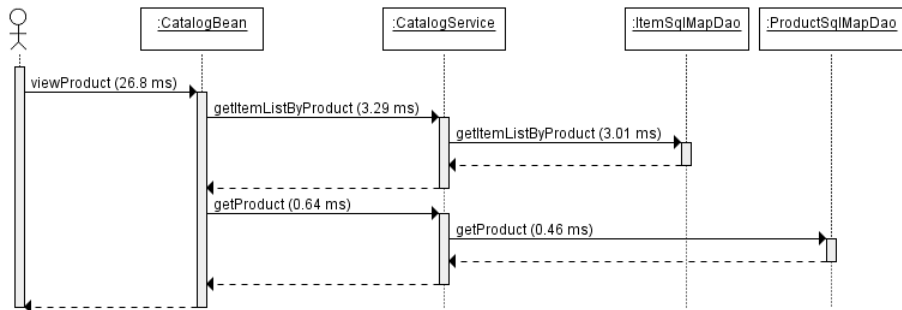 :CatalogBean
:CatalogService
:ItemSqlMapDao
:ProductSqlMapDao
viewProduct (26.8 ms)
getItemListByProduct (3.29 ms)
getItemListByProduct (3.01 ms)
getProduct (0.64 ms)
getProduct (0.46 ms)